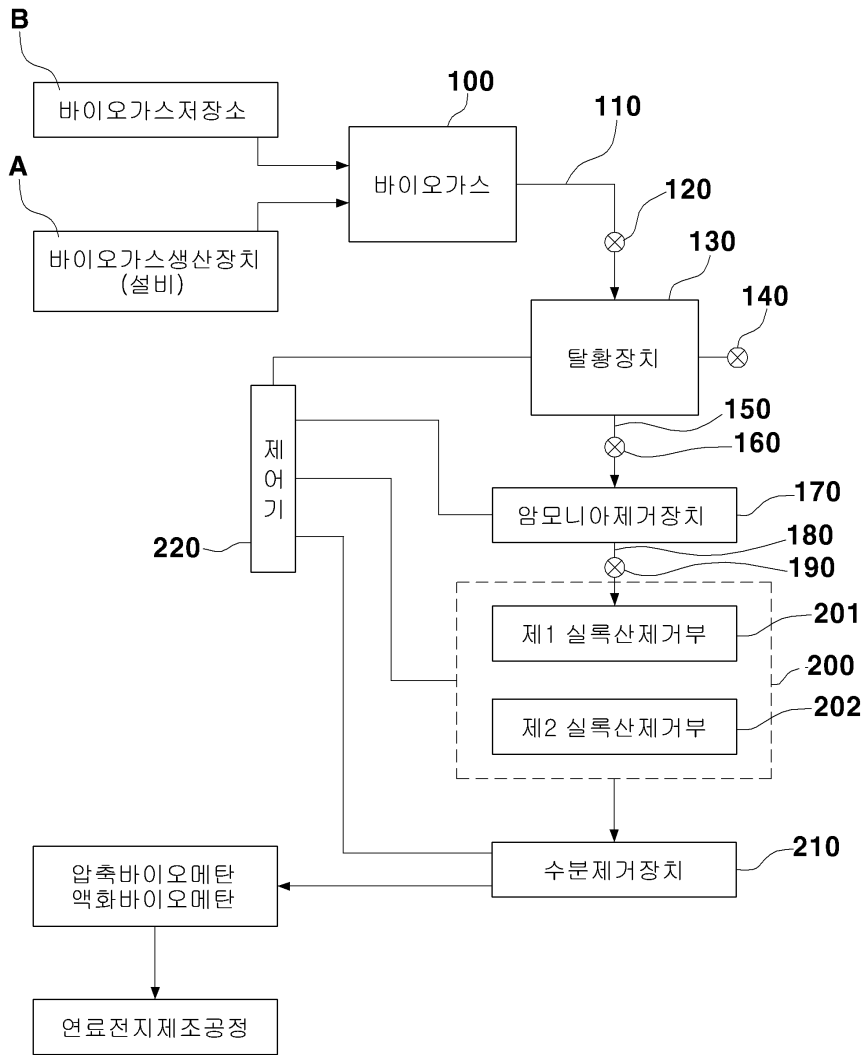 B
바이오가스저장소
100
110
A
바이오가스
120
바이오가스생산장치
(설비)
130
140
탈황장치
150
160
제
어
기
170
암모니아제거장치
180
220
190
201
제1 실록산제거부
200
202
제2 실록산제거부
210
수분제거장치
압축바이오메탄
액화바이오메탄
연료전지제조공정